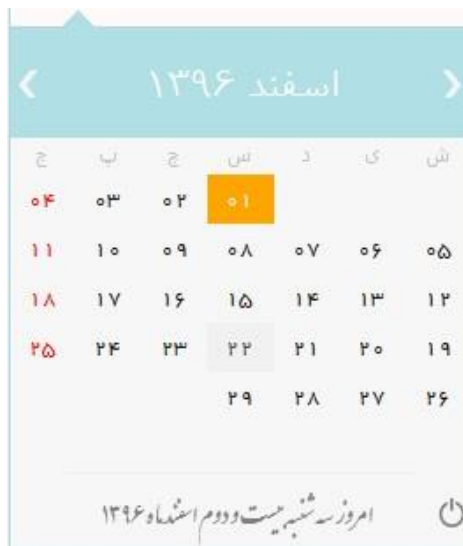 اسفند ۱۳۹۶
ش ی د س چ پ ج
۰۱ ۰۲ ۰۳ ۰۴
۰۵ ۰۶ ۰۷ ۰۸ ۰۹ ۱۰ ۱۱
۱۲ ۱۳ ۱۴ ۱۵ ۱۶ ۱۷ ۱۸
۱۹ ۲۰ ۲۱ ۲۲ ۲۳ ۲۴ ۲۵
۲۶ ۲۷ ۲۸ ۲۹
امروز سه شنبه بیست و دوم اسفندماه ۱۳۹۶